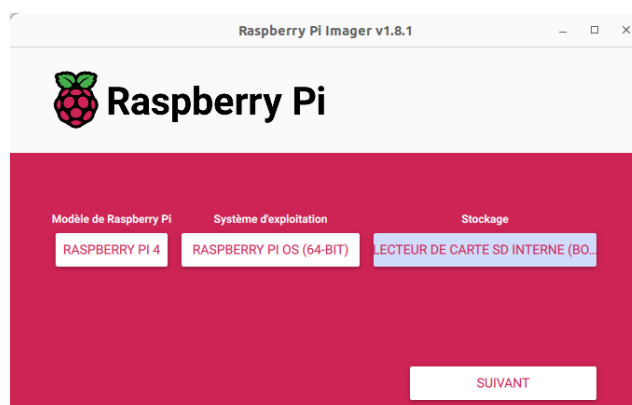 Raspberry Pi Imager v1.8.1
Raspberry Pi
Modèle de Raspberry Pi Système d'exploitation Stockage
RASPBERRY PI 4 RASPBERRY PI OS (64-BIT) LECTEUR DE CARTE SD INTERNE (BO...
SUIVANT